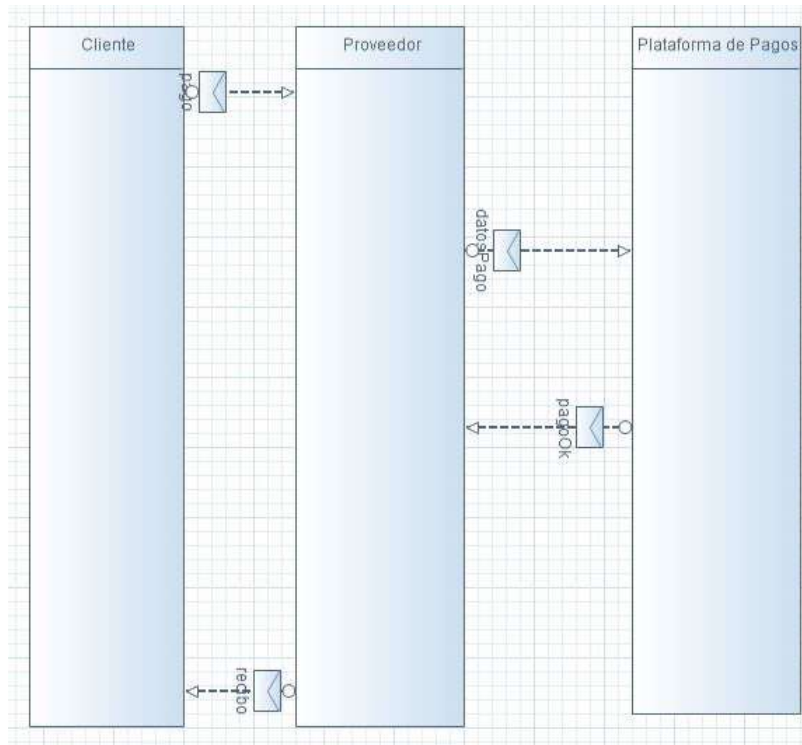 Cliente
Proveedor
Plataforma de Pagos
pago
datosPago
pagoOk
recibo